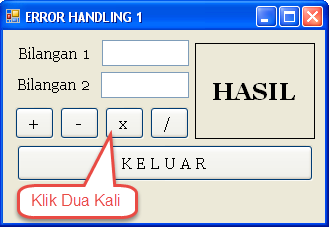 ERROR HANDLING 1
Bilangan 1
Bilangan 2
HASIL
+ - x /
K E L U A R
Klik Dua Kali